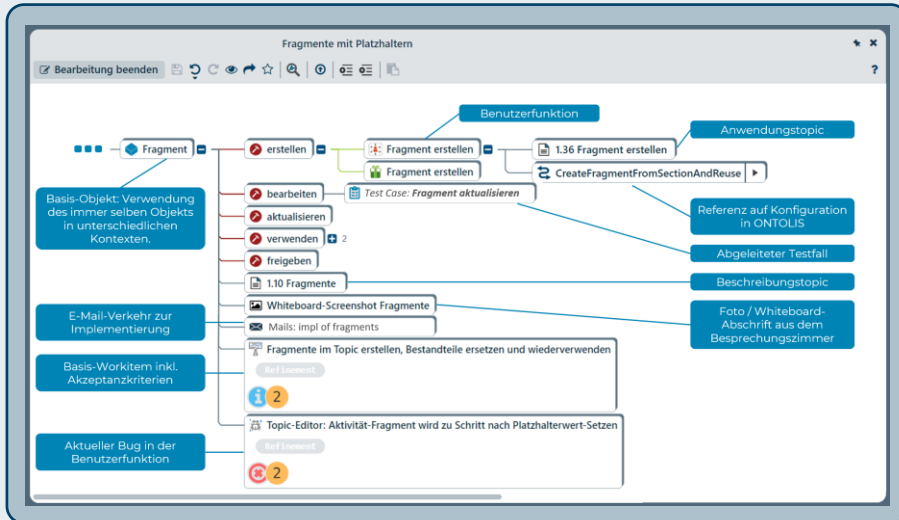 Fragmente mit Platzhaltern
Bearbeitung beenden
?
Benutzerfunktion
Anwendungstopic
Fragment
erstellen
Fragment erstellen
1.36 Fragment erstellen
Fragment erstellen
CreateFragmentFromSectionAndReuse
Basis-Objekt: Verwendung
des immer selben Objekts
in unterschiedlichen
Kontexten.
bearbeiten
Test Case: Fragment aktualisieren
aktualisieren
Referenz auf Konfiguration
in ONTOLIS
verwenden
2
Abgeleiteter Testfall
freigeben
1.10 Fragmente
Beschreibungstopic
Whiteboard-Screenshot Fragmente
Foto / Whiteboard-
Abschrift aus dem
Besprechungszimmer
E-Mail-Verkehr zur
Implementierung
Mails: impl of fragments
Fragmente im Topic erstellen, Bestandteile ersetzen und wiederverwenden
Basis-Workitem inkl.
Akzeptanzkriterien
Refinement
2
Topic-Editor: Aktivität-Fragment wird zu Schritt nach Platzhalterwert-Setzen
Aktueller Bug in der
Benutzerfunktion
Refinement
2